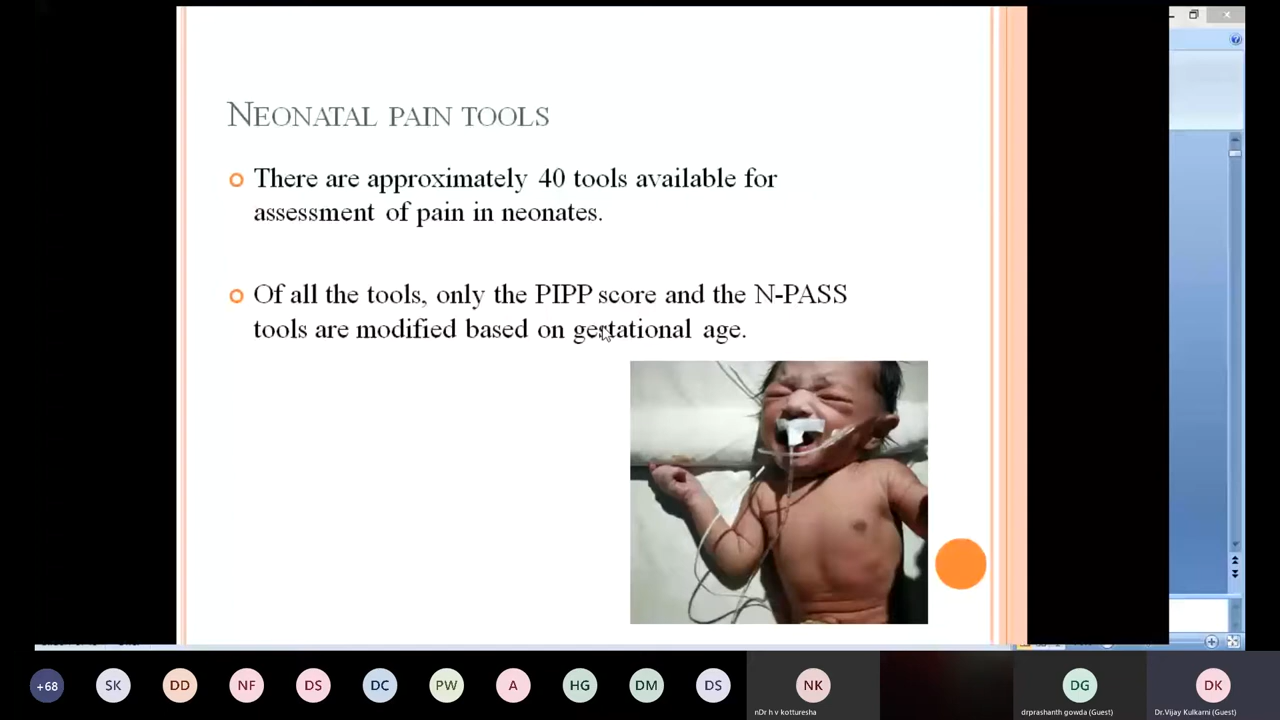 NEONATAL PAIN TOOLS
There are approximately 40 tools available for
assessment of pain in neonates.
Of all the tools, only the PIPP score and the N-PASS
tools are modified based on gestational age.
+68
SK
DD
NF
DS
DC
PW
A
HG
DM
DS
NK
DG
DK
nDr h v kotturesha
drprashanth gowda (Guest)
Dr.Vijay Kulkarni (Guest)